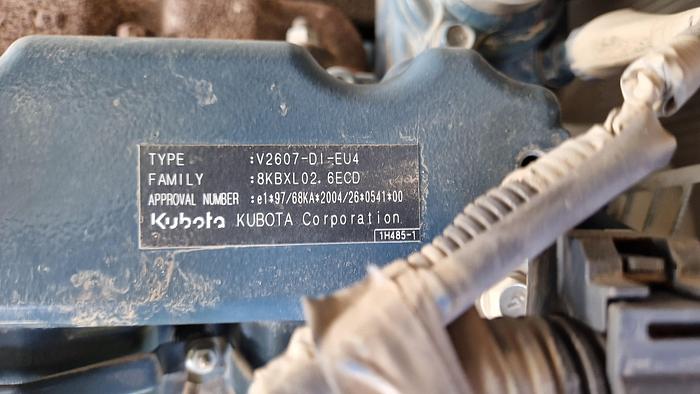 TYPE :V2607-DI-EU4
FAMILY :8KBXL02.6ECD
APPROVAL NUMBER :e1*97/68KA*2004/26*0541*00
Kubota KUBOTA Corporation
1H485-1